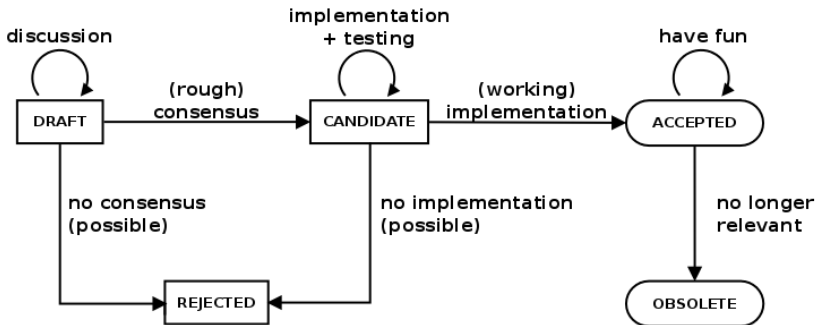 discussion
implementation
+ testing
have fun
(rough)
consensus
(working)
implementation
DRAFT
CANDIDATE
ACCEPTED
no consensus
(possible)
no implementation
(possible)
no longer
relevant
REJECTED
OBSOLETE